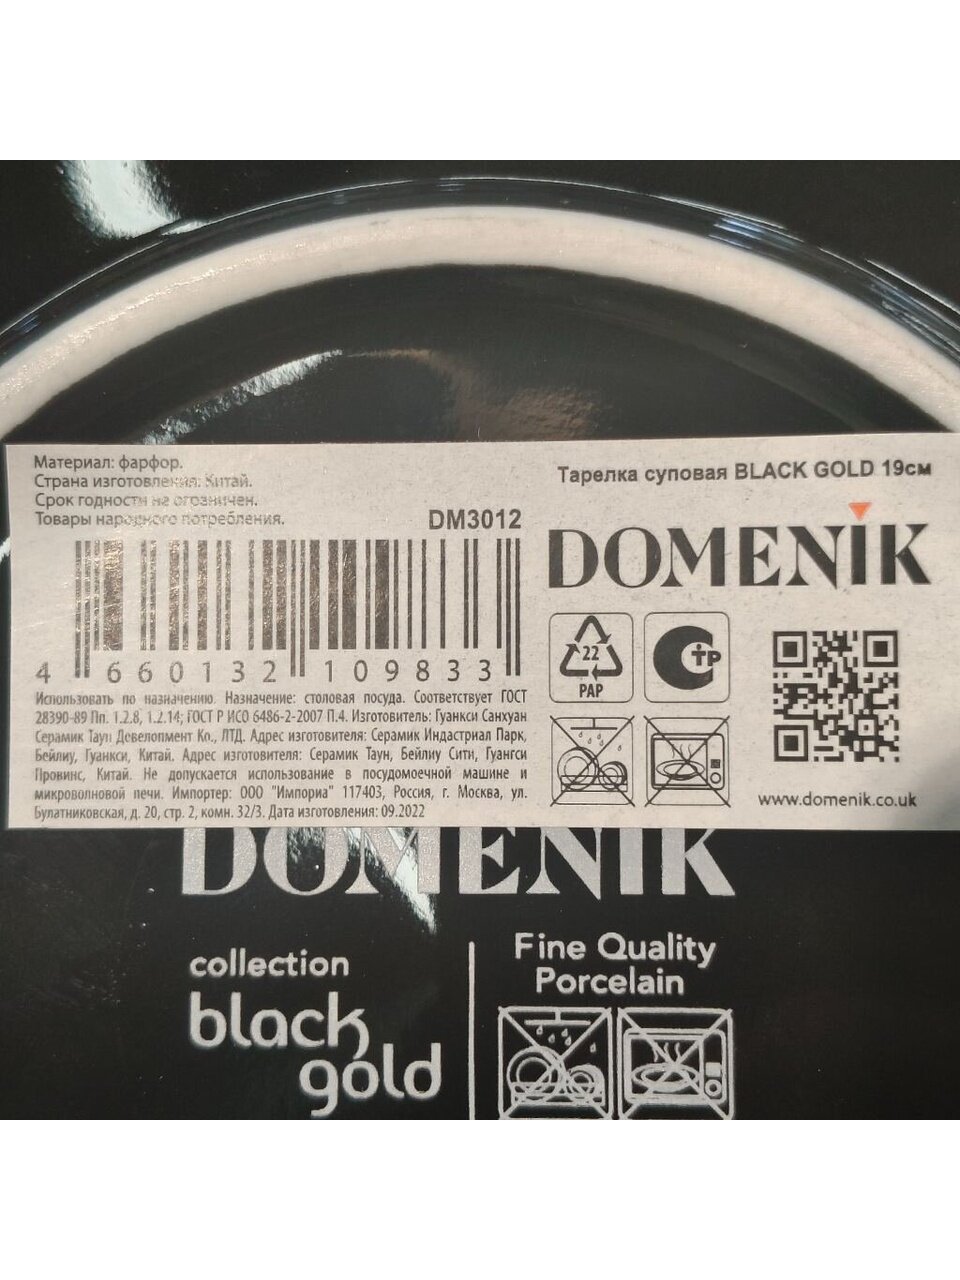 Материал: фарфор.
Страна изготовления: Китай.
Срок годности не ограничен.
Товары народного потребления.
DM3012
4 660132 109833
Использовать по назначению. Назначение: столовая посуда. Соответствует ГОСТ
28390-89 Пп. 1.2.8, 1.2.14; ГОСТ Р ИСО 6486-2-2007 П.4. Изготовитель: Гуанкси Санхуан
Серамик Таун Девелопмент Ко., ЛТД. Адрес изготовителя: Серамик Индастриал Парк,
Бейлиу, Гуанкси, Китай. Адрес изготовителя: Серамик Таун, Бейлиу Сити, Гуангси
Провинс, Китай. Не допускается использование в посудомоечной машине и
микроволновой печи. Импортер: ООО "Импориа" 117403, Россия, г. Москва, ул.
Булатниковская, д. 20, стр. 2, комн. 32/3. Дата изготовления: 09.2022
Тарелка суповая BLACK GOLD 19см
DOMENIK
22
PAP
стр
www.domenik.co.uk
DOMENIK
collection
black
gold
Fine Quality
Porcelain